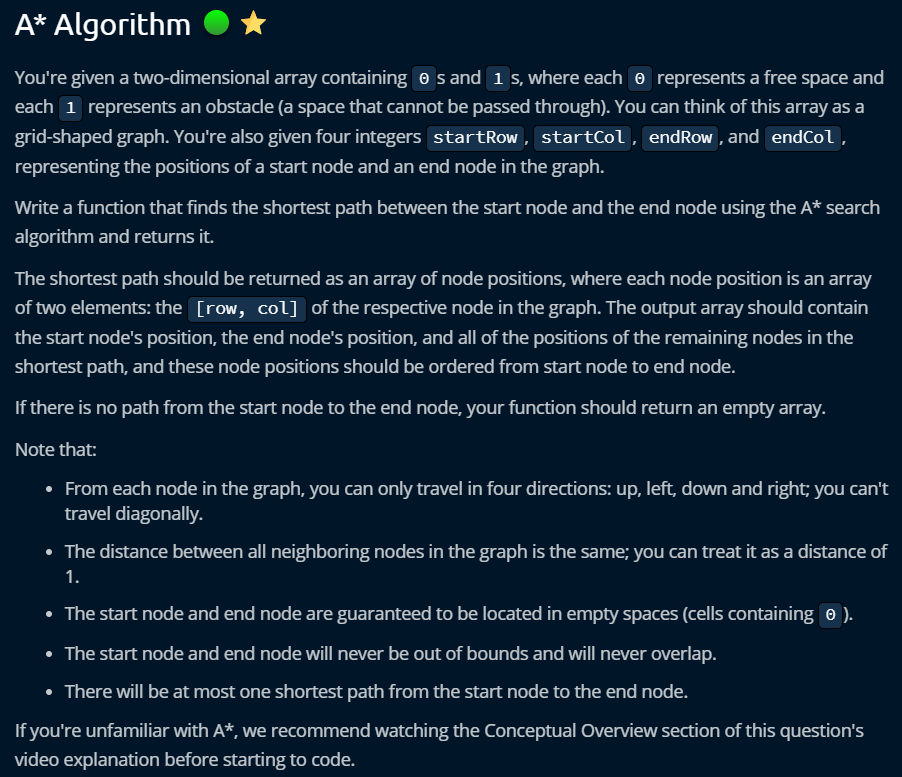 A* Algorithm
You're given a two-dimensional array containing 0s and 1s, where each 0 represents a free space and
each 1 represents an obstacle (a space that cannot be passed through). You can think of this array as a
grid-shaped graph. You're also given four integers startRow, startCol, endRow, and endCol,
representing the positions of a start node and an end node in the graph.
Write a function that finds the shortest path between the start node and the end node using the A* search
algorithm and returns it.
The shortest path should be returned as an array of node positions, where each node position is an array
of two elements: the [row, col] of the respective node in the graph. The output array should contain
the start node's position, the end node's position, and all of the positions of the remaining nodes in the
shortest path, and these node positions should be ordered from start node to end node.
If there is no path from the start node to the end node, your function should return an empty array.
Note that:
• From each node in the graph, you can only travel in four directions: up, left, down and right; you can't
travel diagonally.
• The distance between all neighboring nodes in the graph is the same; you can treat it as a distance of
1.
• The start node and end node are guaranteed to be located in empty spaces (cells containing 0).
• The start node and end node will never be out of bounds and will never overlap.
• There will be at most one shortest path from the start node to the end node.
If you're unfamiliar with A*, we recommend watching the Conceptual Overview section of this question's
video explanation before starting to code.